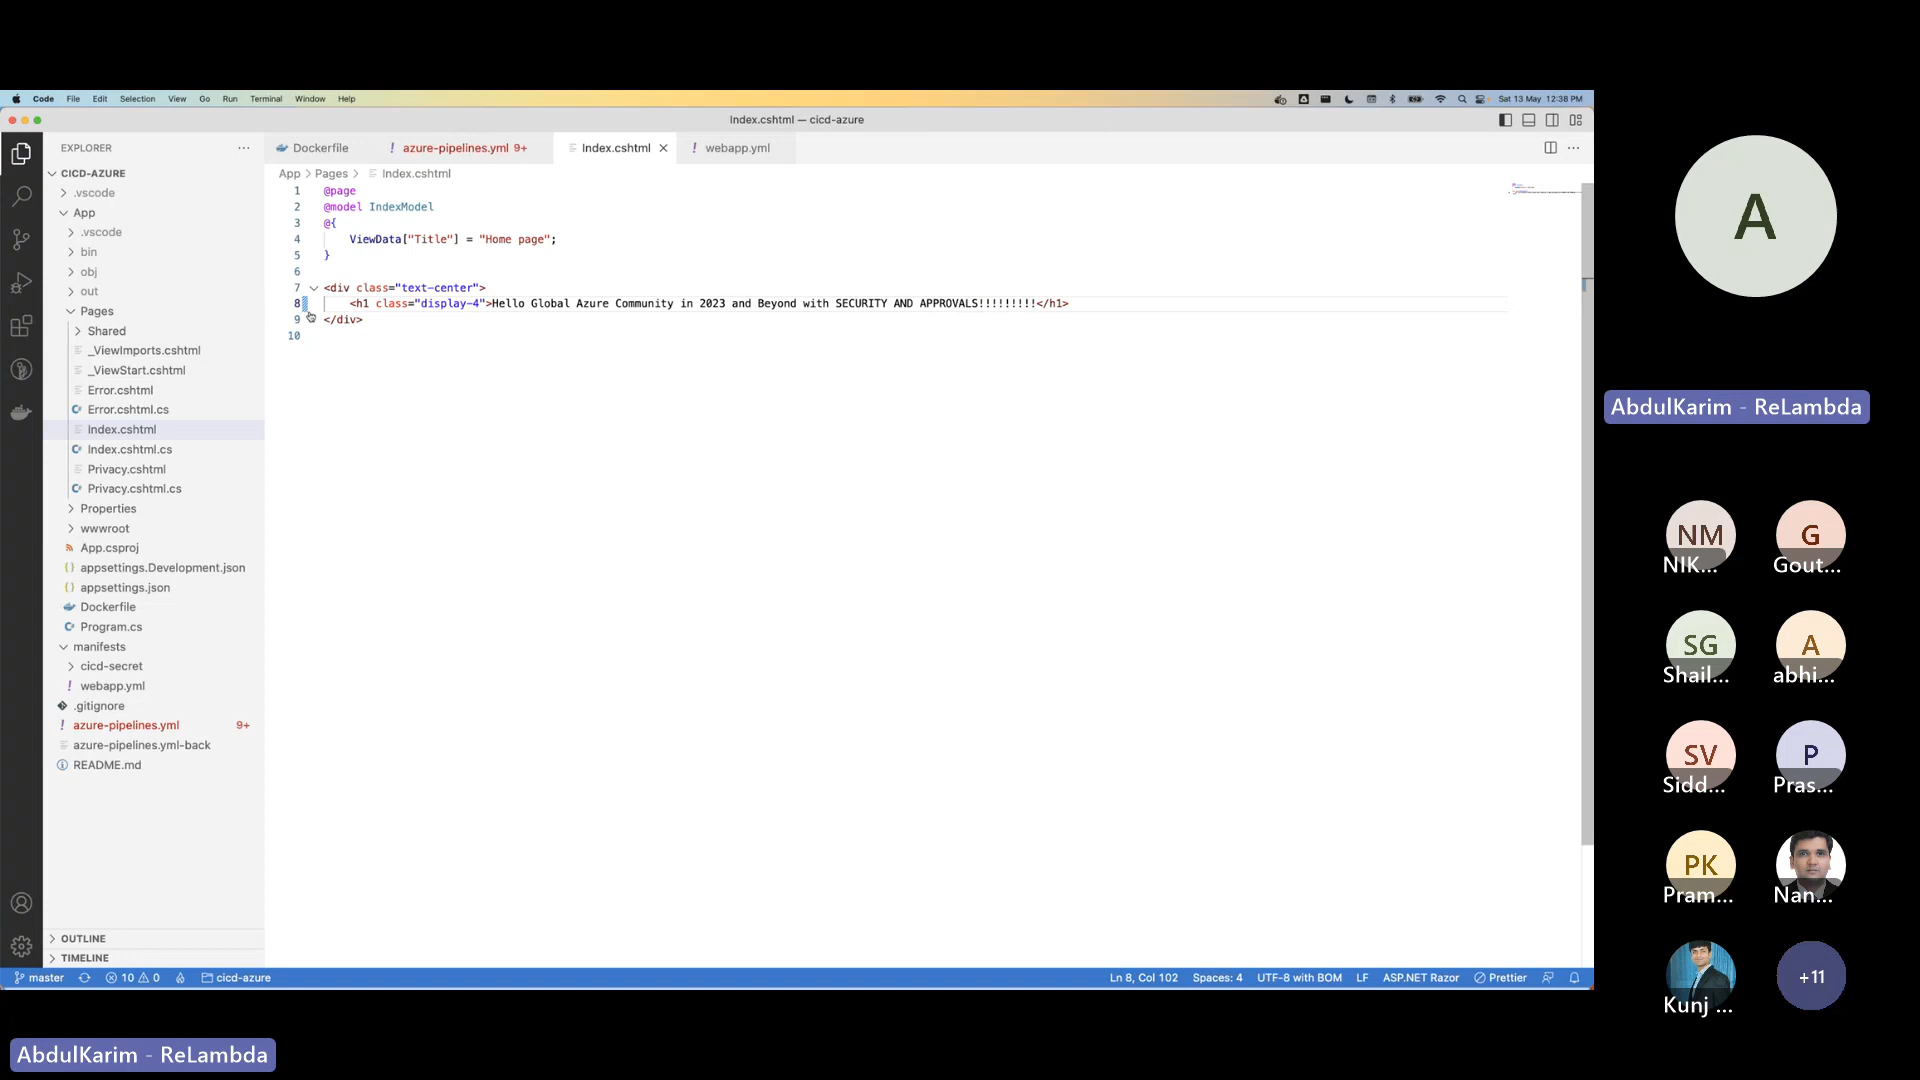 Code File Edit Selection View Go Run Terminal Window Help
Sat 13 May 12:38 PM
Index.cshtml — cicd-azure
EXPLORER
Dockerfile
! azure-pipelines.yml 9+
Index.cshtml
! webapp.yml
App > Pages > Index.cshtml
CICD-AZURE
.vscode
App
.vscode
bin
obj
out
Pages
Shared
_ViewImports.cshtml
_ViewStart.cshtml
Error.cshtml
Error.cshtml.cs
Index.cshtml
Index.cshtml.cs
Privacy.cshtml
Privacy.cshtml.cs
Properties
wwwroot
App.csproj
appsettings.Development.json
appsettings.json
Dockerfile
Program.cs
manifests
cicd-secret
! webapp.yml
.gitignore
! azure-pipelines.yml 9+
azure-pipelines.yml-back
README.md
OUTLINE
TIMELINE
1 @page
2 @model IndexModel
3 @{
4 ViewData["Title"] = "Home page";
5 }
6
7 <div class="text-center">
8 <h1 class="display-4">Hello Global Azure Community in 2023 and Beyond with SECURITY AND APPROVALS!!!!!!!!!</h1>
9 </div>
10
master 10 0 cicd-azure
Ln 8, Col 102 Spaces: 4 UTF-8 with BOM LF ASP.NET Razor Prettier
A
AbdulKarim - ReLambda
NM G
NIK... Gout...
SG A
Shail... abhi...
SV P
Sidd... Pras...
PK
Pram... Nan...
Kunj ... +11
AbdulKarim - ReLambda